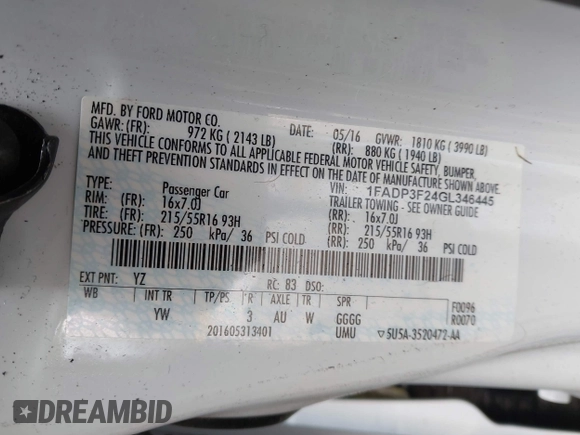 MFD. BY FORD MOTOR CO.
DATE: 05/16 GVWR: 1810 KG ( 3990 LB)
GAWR: (FR): 972 KG ( 2143 LB) (RR): 880 KG ( 1940 LB)
THIS VEHICLE CONFORMS TO ALL APPLICABLE FEDERAL MOTOR VEHICLE SAFETY, BUMPER,
AND THEFT PREVENTION STANDARDS IN EFFECT ON THE DATE OF MANUFACTURE SHOWN ABOVE.
VIN: 1FADP3F24GL346445
TYPE: Passenger Car TRAILER TOWING - SEE OWNER GUIDE
RIM: (FR): 16x7.0J (RR): 16x7.0J
TIRE: (FR): 215/55R16 93H (RR): 215/55R16 93H
PRESSURE: (FR): 250 kPa/ 36 PSI COLD (RR): 250 kPa/ 36 PSI COLD
EXT PNT: YZ RC: 83 DSO:
WB INT TR TP/PS R AXLE TR SPR F0096
YW 3 AU W GGGG R0070
201605313401 UMU 5U5A-3520472-AA
DREAMBID